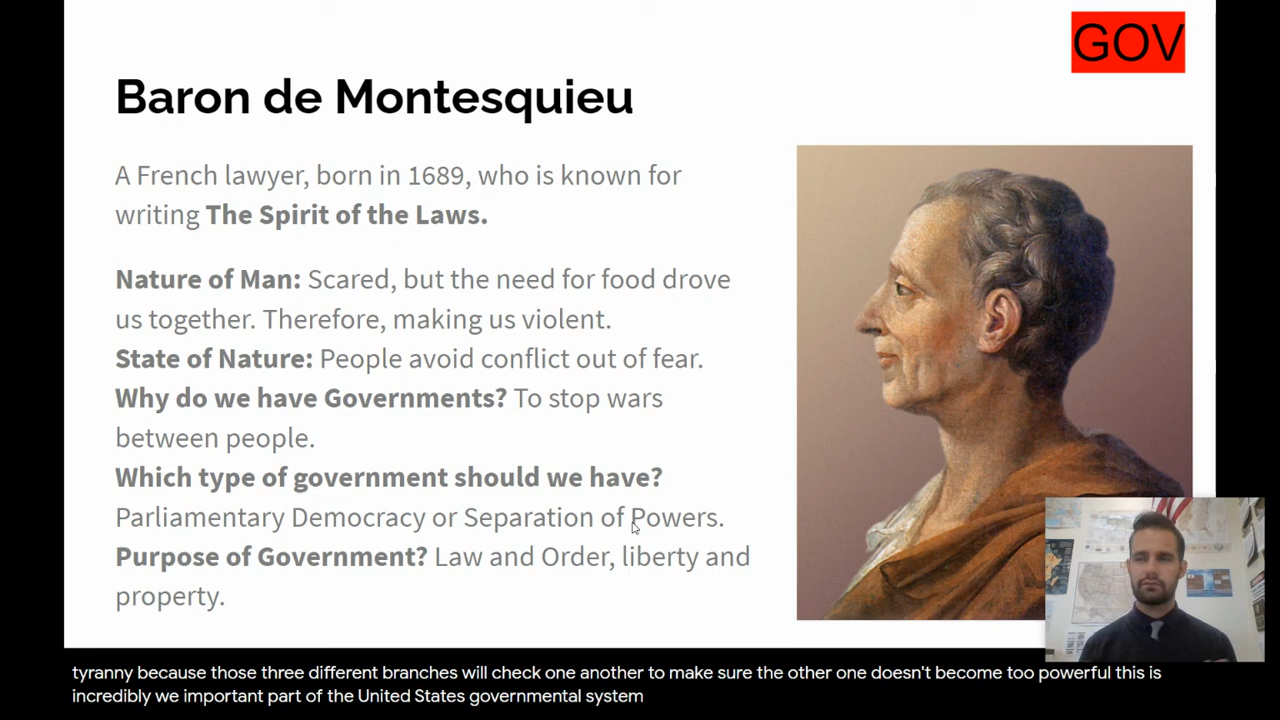 GOV
Baron de Montesquieu
A French lawyer, born in 1689, who is known for
writing The Spirit of the Laws.
Nature of Man: Scared, but the need for food drove
us together. Therefore, making us violent.
State of Nature: People avoid conflict out of fear.
Why do we have Governments? To stop wars
between people.
Which type of government should we have?
Parliamentary Democracy or Separation of Powers.
Purpose of Government? Law and Order, liberty and
property.
tyranny because those three different branches will check one another to make sure the other one doesn't become too powerful this is
incredibly we important part of the United States governmental system